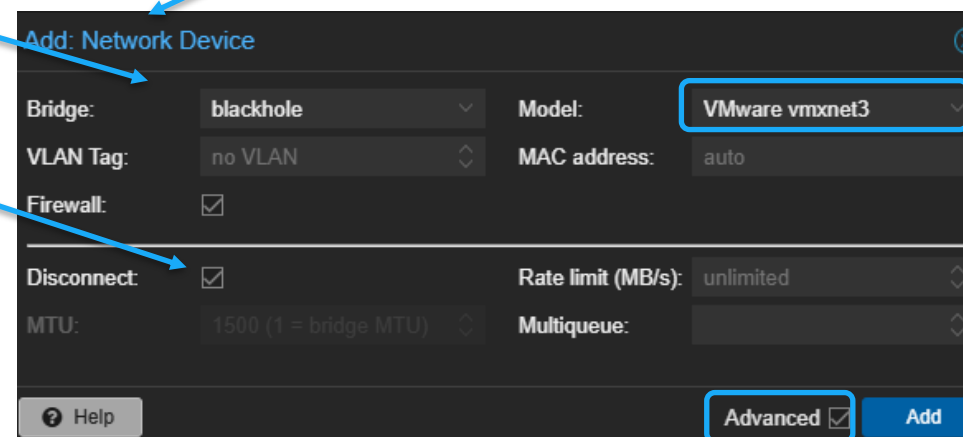 Add: Network Device
Bridge: blackhole Model: VMware vmxnet3
VLAN Tag: no VLAN MAC address: auto
Firewall:
Disconnect: Rate limit (MB/s): unlimited
MTU: 1500 (1 = bridge MTU) Multiqueue:
Help Advanced Add